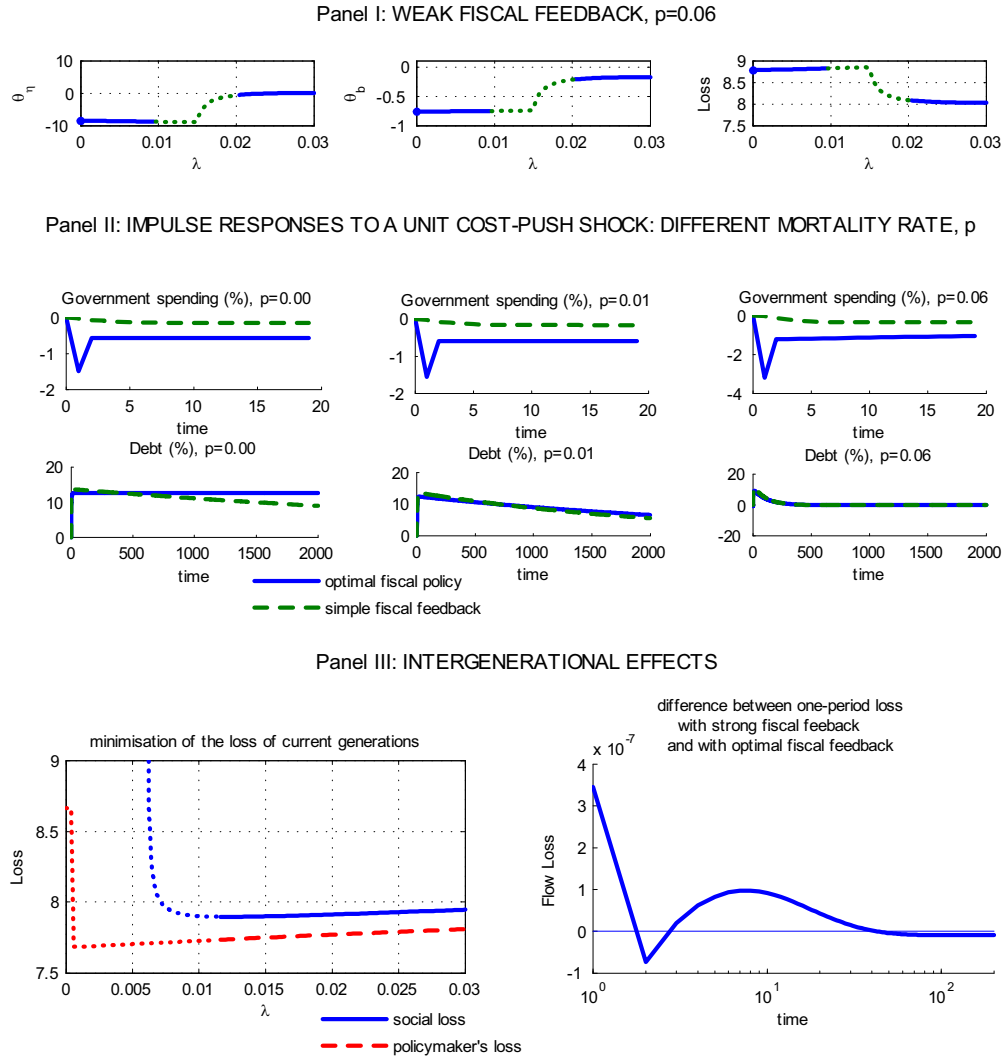 Panel I: WEAK FISCAL FEEDBACK, p=0.06
10
0
-10
θη
0
0.01
0.02
0.03
λ
0
-0.5
-1
θb
0
0.01
0.02
0.03
λ
9
8.5
8
7.5
Loss
0
0.01
0.02
0.03
λ
Panel II: IMPULSE RESPONSES TO A UNIT COST-PUSH SHOCK: DIFFERENT MORTALITY RATE, p
Government spending (%), p=0.00
0
-1
-2
0
5
10
15
20
time
Government spending (%), p=0.01
0
-1
-2
0
5
10
15
20
time
Government spending (%), p=0.06
0
-2
-4
0
5
10
15
20
time
Debt (%), p=0.00
20
10
0
0
500
1000
1500
2000
time
Debt (%), p=0.01
20
10
0
0
500
1000
1500
2000
time
Debt (%), p=0.06
20
0
-20
0
500
1000
1500
2000
time
optimal fiscal policy
simple fiscal feedback
Panel III: INTERGENERATIONAL EFFECTS
minimisation of the loss of current generations
9
8.5
8
7.5
Loss
0
0.005
0.01
0.015
0.02
0.025
0.03
λ
social loss
policymaker's loss
difference between one-period loss
with strong fiscal feeback
and with optimal fiscal feedback
x 10^-7
4
3
2
1
0
-1
Flow Loss
10^0
10^1
10^2
time